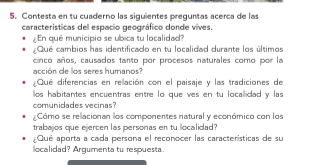 5. Contesta en tu cuaderno las siguientes preguntas acerca de las
características del espacio geográfico donde vives.
• ¿En qué municipio se ubica tu localidad?
• ¿Qué cambios has identificado en tu localidad durante los últimos
cinco años, causados tanto por procesos naturales como por la
acción de los seres humanos?
• ¿Qué diferencias en relación con el paisaje y las tradiciones de
los habitantes encuentras entre lo que ves en tu localidad y las
comunidades vecinas?
• ¿Cómo se relacionan los componentes natural y económico con los
trabajos que ejercen las personas en tu localidad?
• ¿Qué aporta a cada persona el reconocer las características de su
localidad? Argumenta tu respuesta.